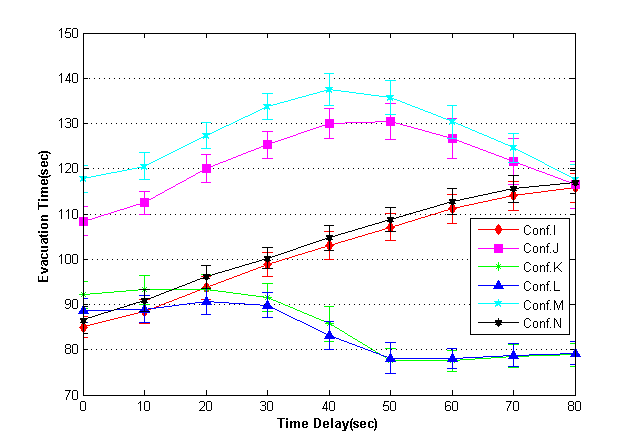 150
140
130
120
110
100
90
80
70
Evacuation Time(sec)
Conf.I
Conf.J
Conf.K
Conf.L
Conf.M
Conf.N
0 10 20 30 40 50 60 70 80
Time Delay(sec)